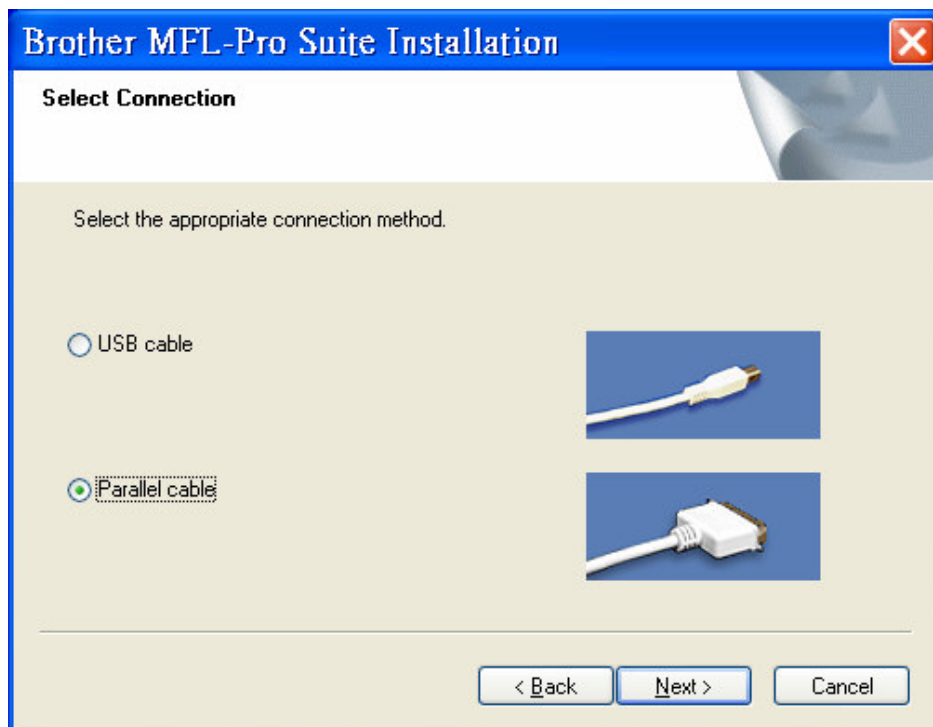 Brother MFL-Pro Suite Installation
Select Connection
Select the appropriate connection method.
USB cable
Parallel cable
< Back Next > Cancel